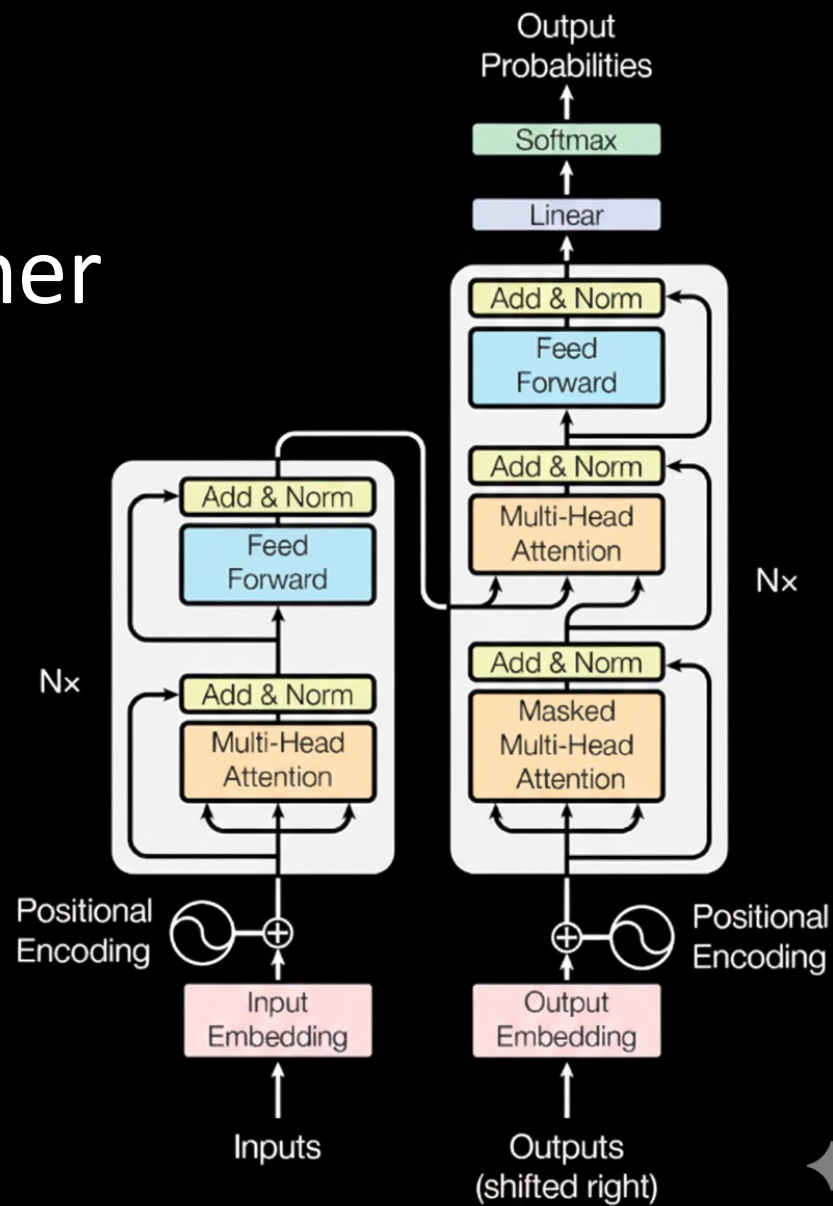 Output
Probabilities
Softmax
Linear
ner
Add & Norm
Feed
Forward
Add & Norm
Multi-Head
Attention
Nx
Add & Norm
Masked
Multi-Head
Attention
Add & Norm
Feed
Forward
Nx
Add & Norm
Multi-Head
Attention
Positional
Encoding
Positional
Encoding
Input
Embedding
Output
Embedding
Inputs
Outputs
(shifted right)